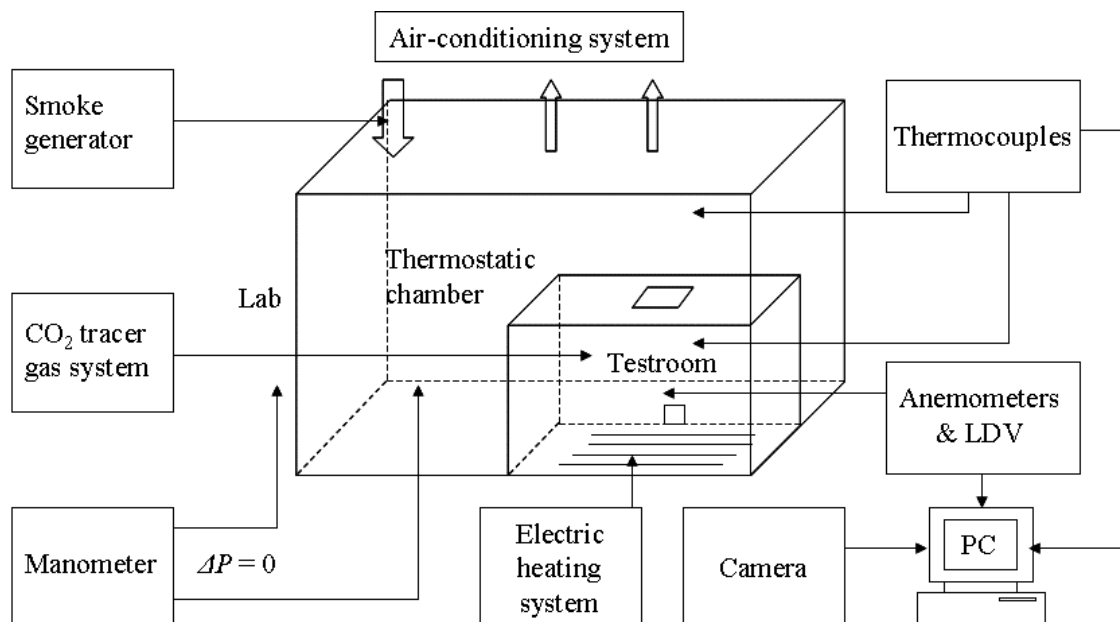 Air-conditioning system
Smoke
generator
Thermocouples
Thermostatic
chamber
Lab
CO₂ tracer
gas system
Testroom
Anemometers
& LDV
Manometer
ΔP = 0
Electric
heating
system
Camera
PC